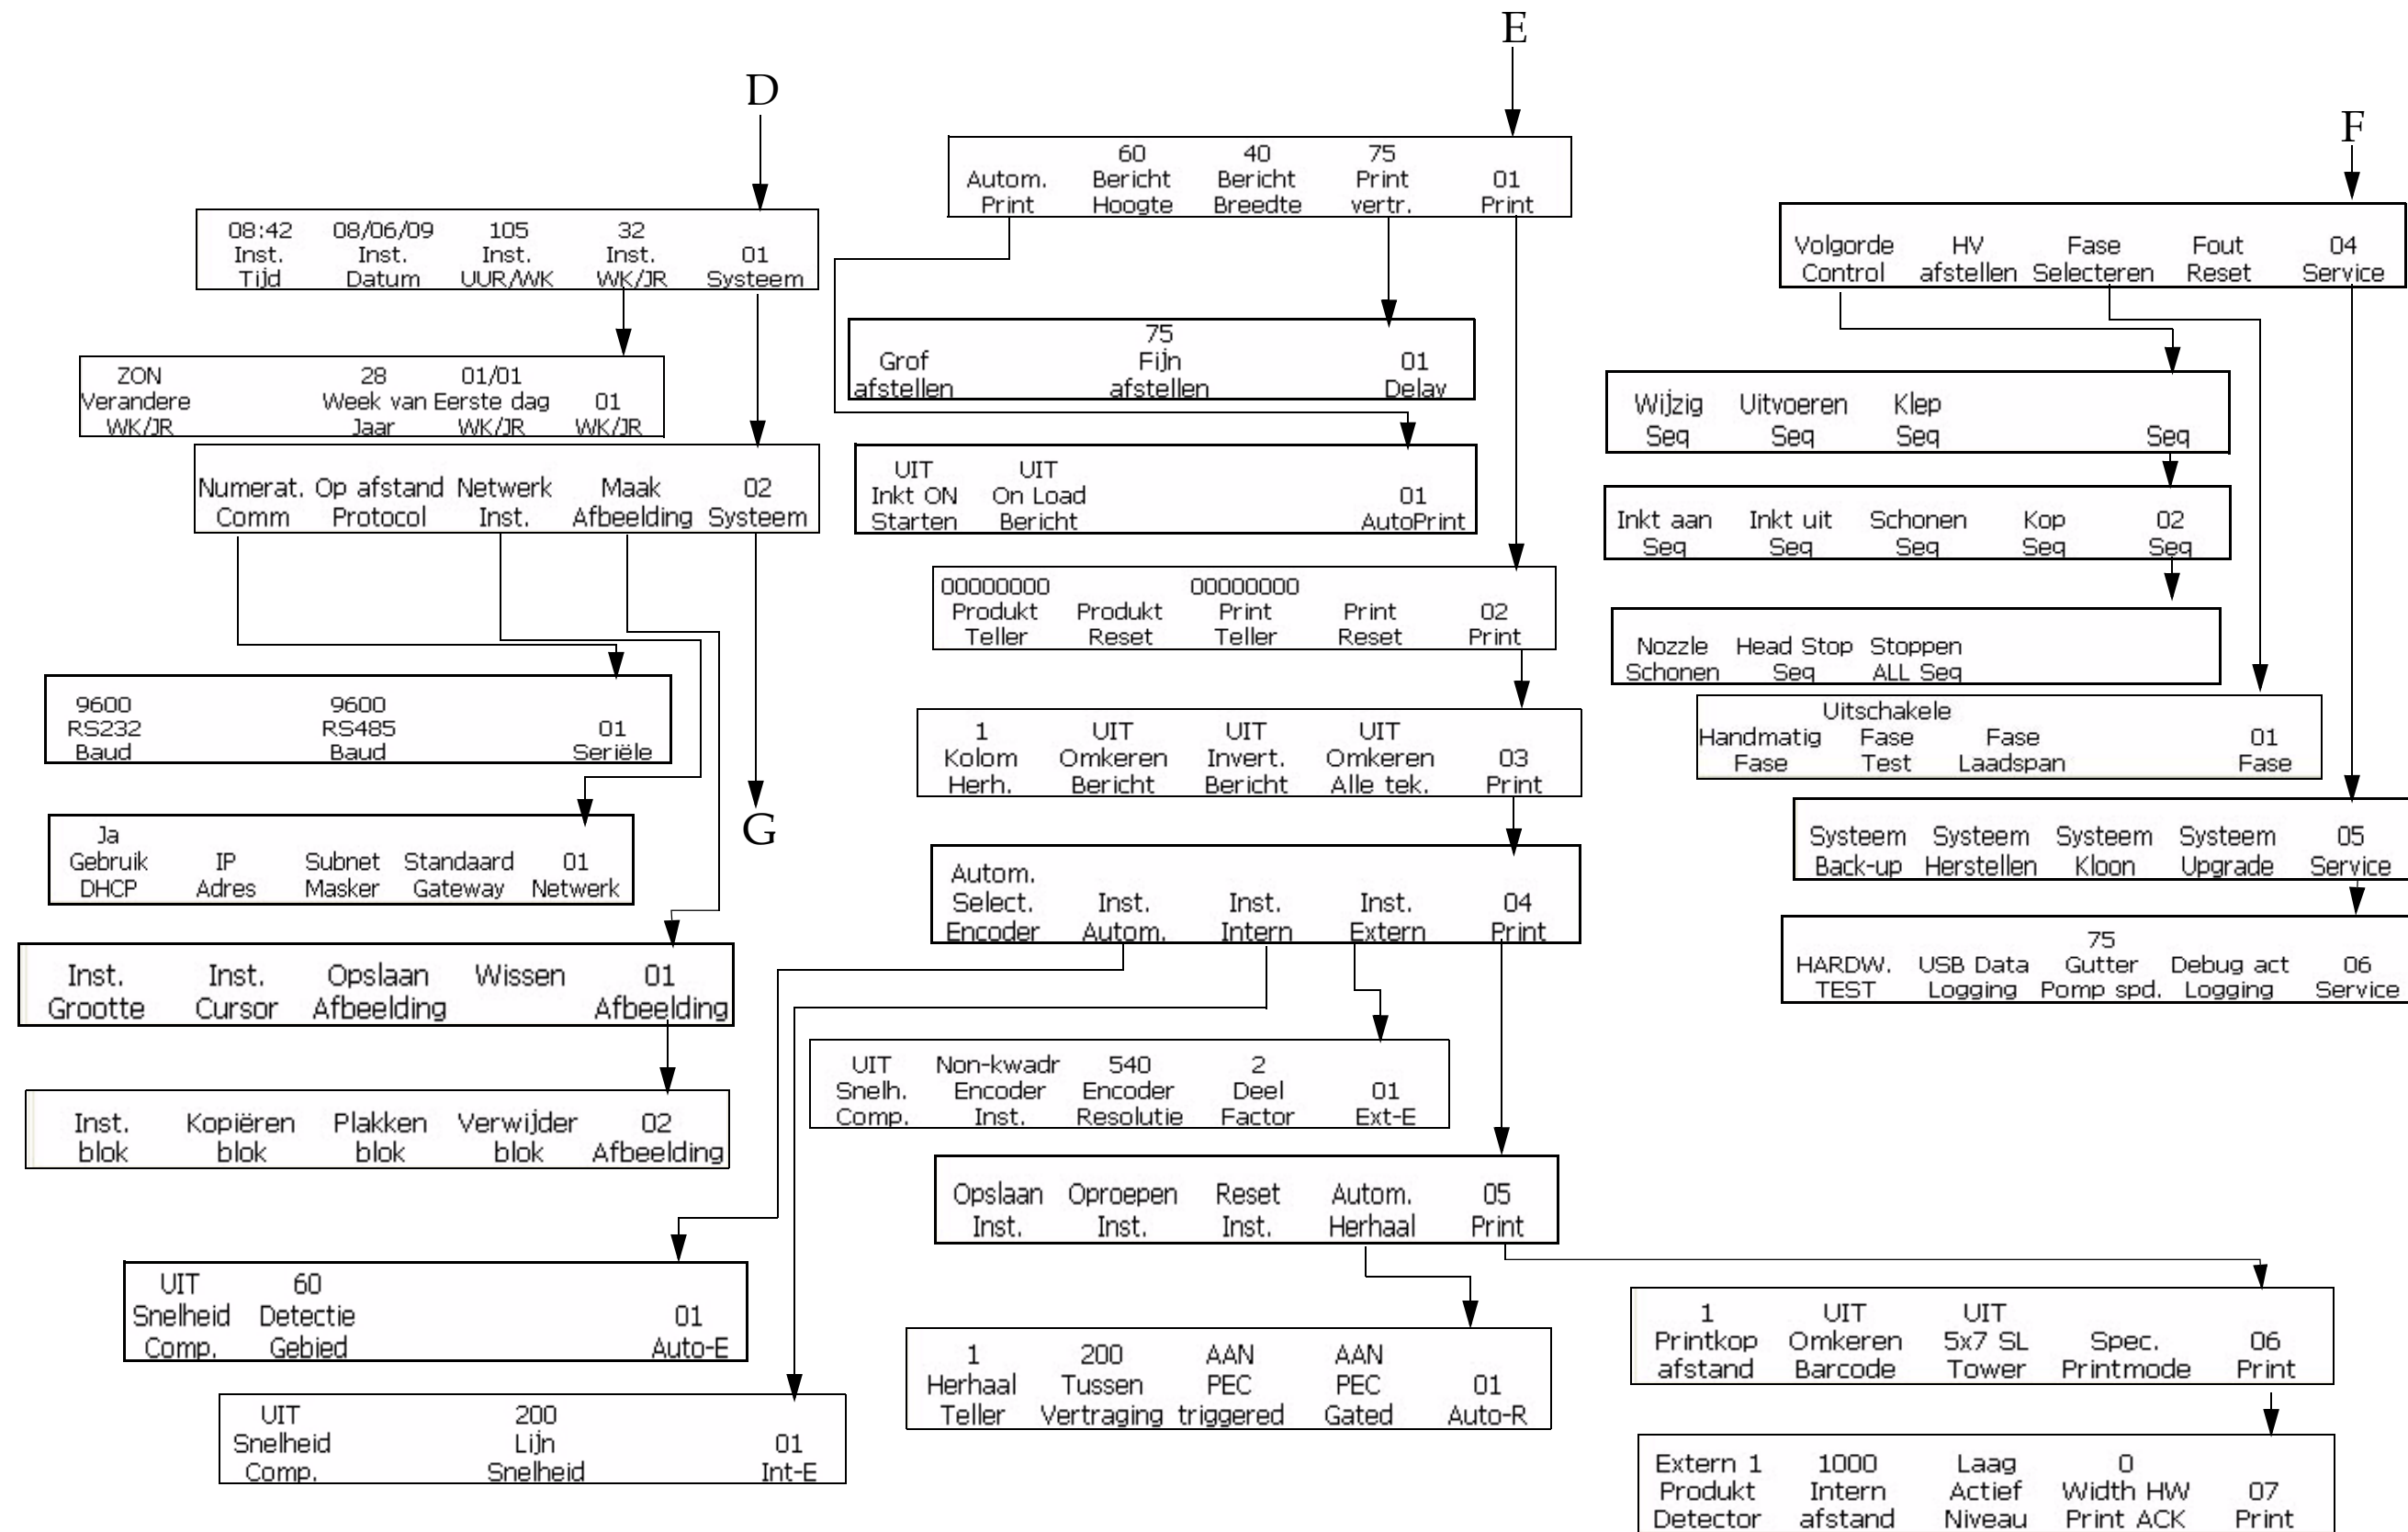 D
08:42 08/06/09 105 32
Inst. Inst. Inst. Inst. 01
Tijd Datum UUR/WK WK/JR Systeem
ZON 28 01/01
Verandere Week van Eerste dag 01
WK/JR Jaar WK/JR WK/JR
Numerat. Op afstand Netwerk Maak 02
Comm Protocol Inst. Afbeelding Systeem
9600 9600
RS232 RS485 01
Baud Baud Seriële
G
Ja
Gebruik IP Subnet Standaard 01
DHCP Adres Masker Gateway Netwerk
Inst. Inst. Opslaan Wissen 01
Grootte Cursor Afbeelding Afbeelding
Inst. Kopiëren Plakken Verwijder 02
blok blok blok blok Afbeelding
UIT 60
Snelheid Detectie 01
Comp. Gebied Auto-E
UIT 200
Snelheid Lijn 01
Comp. Snelheid Int-E
E
60 40 75
Autom. Bericht Bericht Print 01
Print Hoogte Breedte vertr. Print
75
Grof Fijn 01
afstellen afstellen Delay
UIT UIT
Inkt ON On Load 01
Starten Bericht AutoPrint
00000000 00000000
Produkt Produkt Print Print 02
Teller Reset Teller Reset Print
1 UIT UIT UIT
Kolom Omkeren Invert. Omkeren 03
Herh. Bericht Bericht Alle tek. Print
Autom.
Select. Inst. Inst. Inst. 04
Encoder Autom. Intern Extern Print
UIT Non-kwadr 540 2
Snelh. Encoder Encoder Deel 01
Comp. Inst. Resolutie Factor Ext-E
Opslaan Oproepen Reset Autom. 05
Inst. Inst. Inst. Herhaal Print
1 200 AAN AAN
Herhaal Tussen PEC PEC 01
Teller Vertraging triggered Gated Auto-R
F
Volgorde HV Fase Fout 04
Control afstellen Selecteren Reset Service
Wijzig Uitvoeren Klep
Seq Seq Seq Seq
Inkt aan Inkt uit Schonen Kop 02
Seq Seq Seq Seq Seq
Nozzle Head Stop Stoppen
Schonen Seq ALL Seq
Uitschakele
Handmatig Fase Fase 01
Fase Test Laadspan Fase
Systeem Systeem Systeem Systeem 05
Back-up Herstellen Kloon Upgrade Service
75
HARDW. USB Data Gutter Debug act 06
TEST Logging Pomp spd. Logging Service
1 UIT UIT
Printkop Omkeren 5x7 SL Spec. 06
afstand Barcode Tower Printmode Print
Extern 1 1000 Laag 0
Produkt Intern Actief Width HW 07
Detector afstand Niveau Print ACK Print